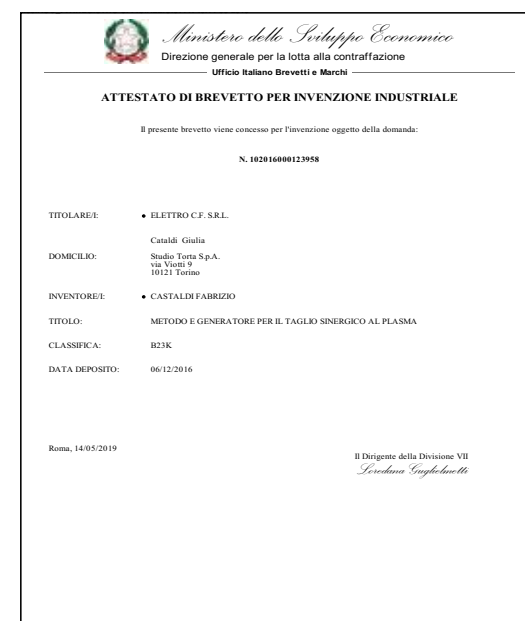 Ministero dello Sviluppo Economico
Direzione generale per la lotta alla contraffazione
Ufficio Italiano Brevetti e Marchi
ATTESTATO DI BREVETTO PER INVENZIONE INDUSTRIALE
Il presente brevetto viene concesso per l'invenzione oggetto della domanda:
N. 102016000123958
TITOLARE/I: • ELETTRO C.F. S.R.L.
Cataldi Giulia
DOMICILIO: Studio Torta S.p.A.
via Viotti 9
10121 Torino
INVENTORE/I: • CASTALDI FABRIZIO
TITOLO: METODO E GENERATORE PER IL TAGLIO SINERGICO AL PLASMA
CLASSIFICA: B23K
DATA DEPOSITO: 06/12/2016
Roma, 14/05/2019
Il Dirigente della Divisione VII
Loredana Guglielmetti